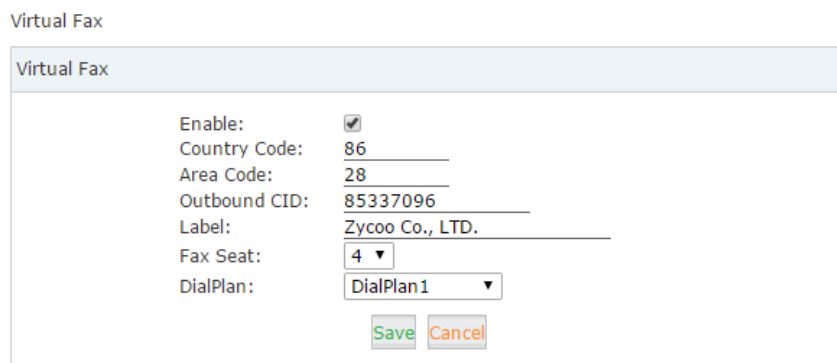 Virtual Fax
Virtual Fax
Enable:
Country Code: 86
Area Code: 28
Outbound CID: 85337096
Label: Zycoo Co., LTD.
Fax Seat: 4
DialPlan: DialPlan1
Save Cancel